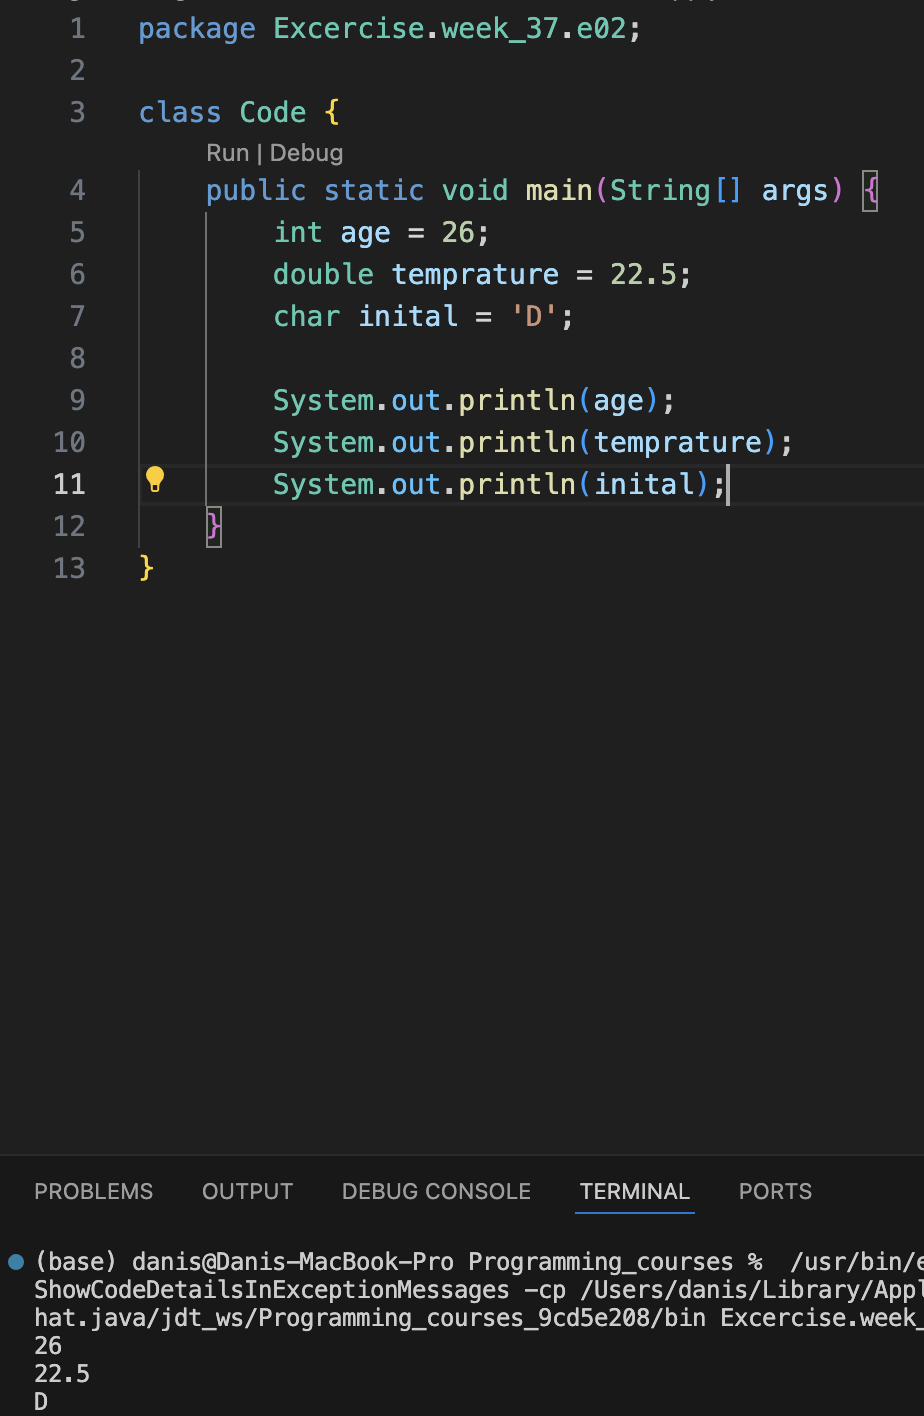 1 package Excercise.week_37.e02;
2
3 class Code {
Run | Debug
4 public static void main(String[] args) {
5 int age = 26;
6 double temprature = 22.5;
7 char inital = 'D';
8
9 System.out.println(age);
10 System.out.println(temprature);
11 System.out.println(inital);
12 }
13 }
PROBLEMS OUTPUT DEBUG CONSOLE TERMINAL PORTS
(base) danis@Danis-MacBook-Pro Programming_courses % /usr/bin/e
ShowCodeDetailsInExceptionMessages -cp /Users/danis/Library/Appl
hat.java/jdt_ws/Programming_courses_9cd5e208/bin Excercise.week_
26
22.5
D